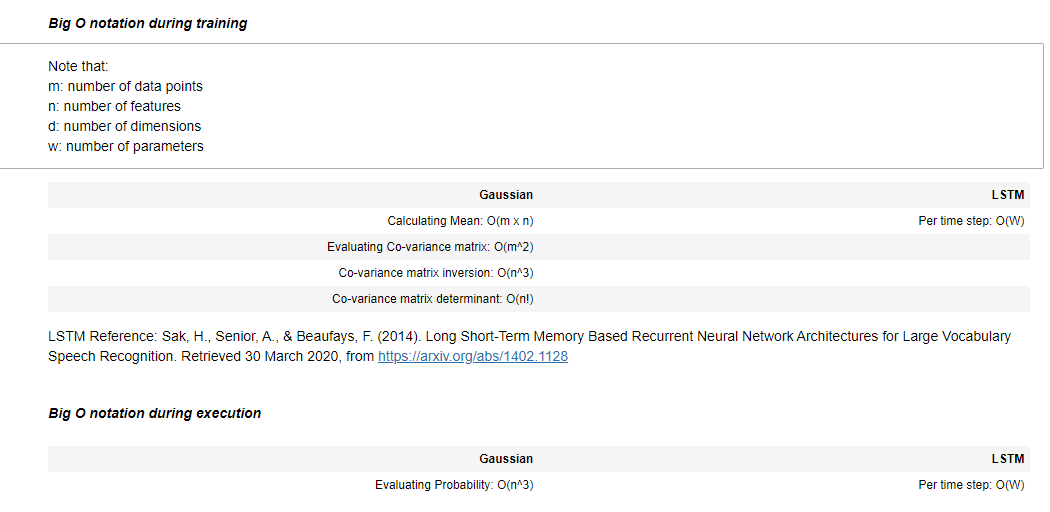 Big O notation during training
Note that:
m: number of data points
n: number of features
d: number of dimensions
w: number of parameters
Gaussian LSTM
Calculating Mean: O(m x n) Per time step: O(W)
Evaluating Co-variance matrix: O(m^2)
Co-variance matrix inversion: O(n^3)
Co-variance matrix determinant: O(n!)
LSTM Reference: Sak, H., Senior, A., & Beaufays, F. (2014). Long Short-Term Memory Based Recurrent Neural Network Architectures for Large Vocabulary
Speech Recognition. Retrieved 30 March 2020, from https://arxiv.org/abs/1402.1128
Big O notation during execution
Gaussian LSTM
Evaluating Probability: O(n^3) Per time step: O(W)